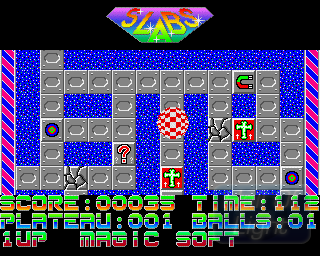 SLABS
?
SCORE:00035 TIME:112
PLATEAU:001 BALLS:01
1UP MAGIC SOFT